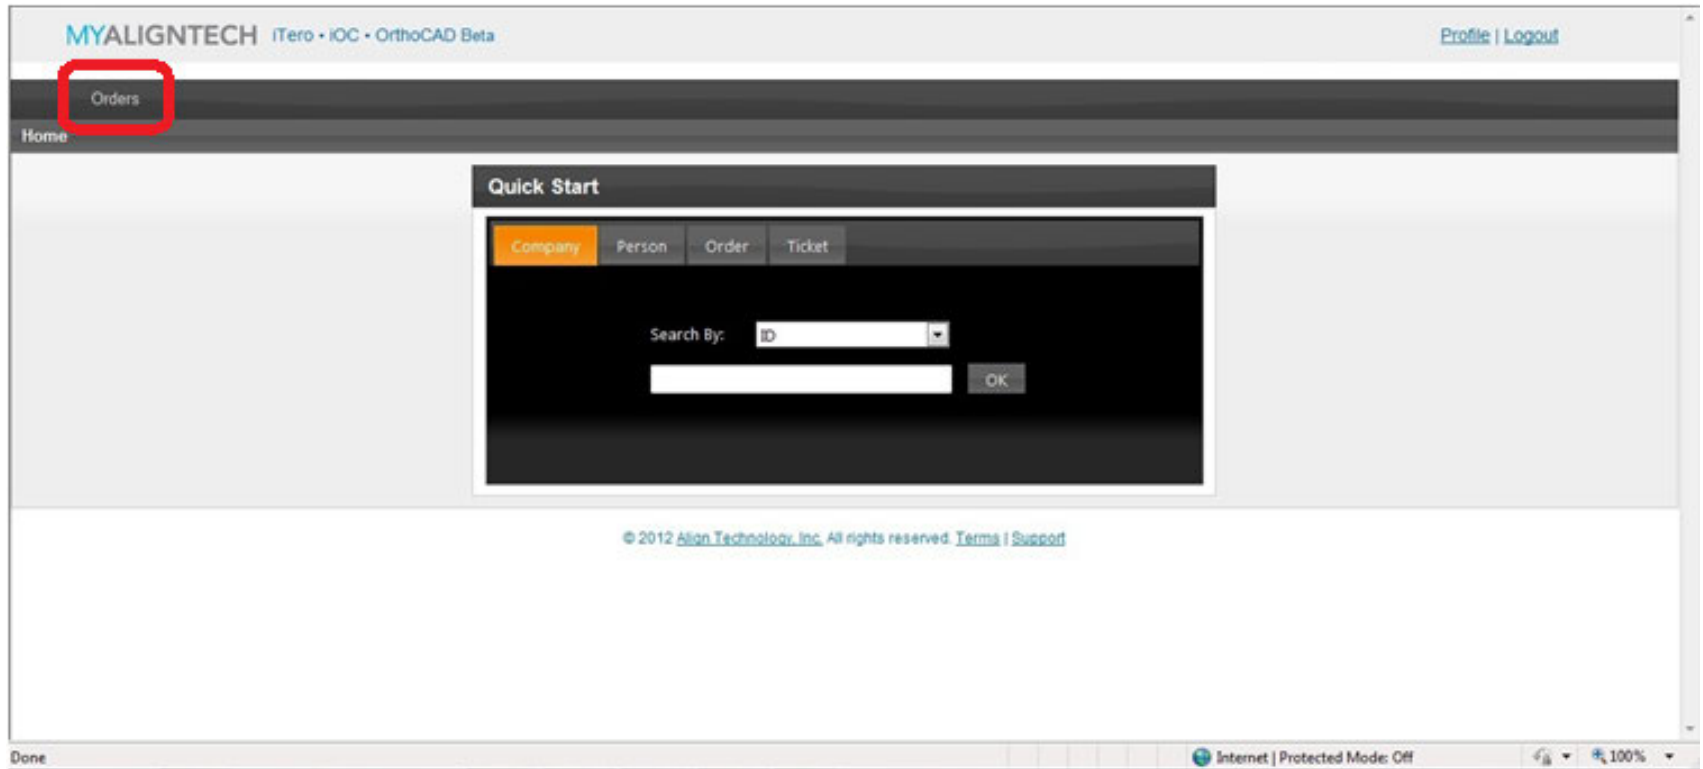 MYALIGNTECH iTero • iOC • OrthoCAD Beta
Profile | Logout
Orders
Home
Quick Start
Company Person Order Ticket
Search By: ID
OK
© 2012 Align Technology, Inc. All rights reserved. Terms | Support
Done Internet | Protected Mode: Off 100%